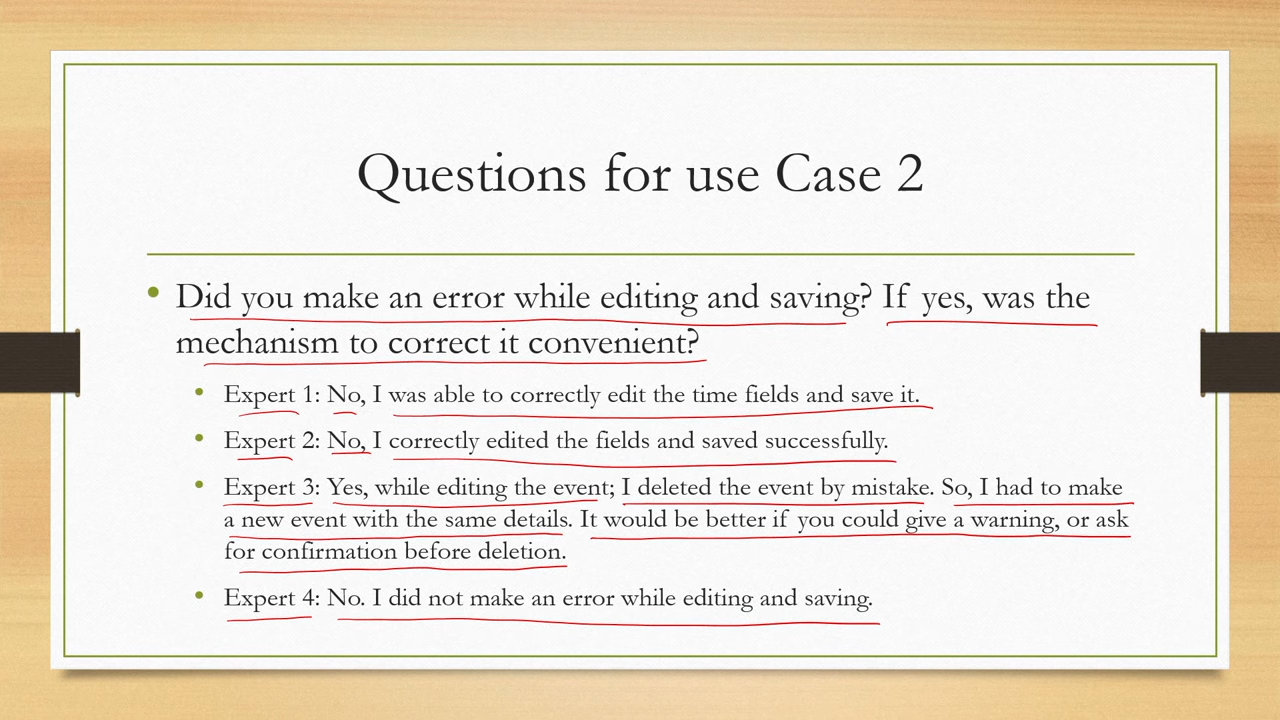 Questions for use Case 2
• Did you make an error while editing and saving? If yes, was the
mechanism to correct it convenient?
• Expert 1: No, I was able to correctly edit the time fields and save it.
• Expert 2: No, I correctly edited the fields and saved successfully.
• Expert 3: Yes, while editing the event; I deleted the event by mistake. So, I had to make
a new event with the same details. It would be better if you could give a warning, or ask
for confirmation before deletion.
• Expert 4: No. I did not make an error while editing and saving.